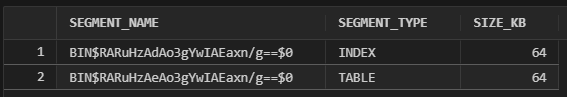 SEGMENT_NAME SEGMENT_TYPE SIZE_KB
1 BIN$RARuHzAdAo3gYwIAEaxn/g==$0 INDEX 64
2 BIN$RARuHzAeAo3gYwIAEaxn/g==$0 TABLE 64